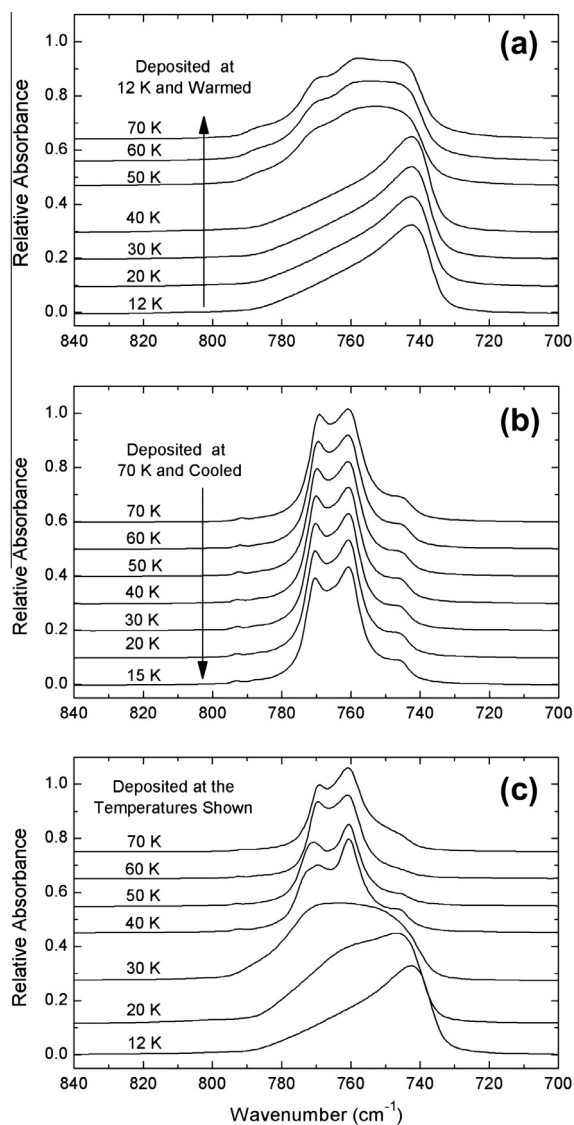 (a)
Deposited at
12 K and Warmed
70 K
60 K
50 K
40 K
30 K
20 K
12 K
1.0
0.8
0.6
0.4
0.2
0.0
Relative Absorbance
840 820 800 780 760 740 720 700
(b)
Deposited at
70 K and Cooled
70 K
60 K
50 K
40 K
30 K
20 K
15 K
1.0
0.8
0.6
0.4
0.2
0.0
Relative Absorbance
840 820 800 780 760 740 720 700
(c)
Deposited at the
Temperatures Shown
70 K
60 K
50 K
40 K
30 K
20 K
12 K
1.0
0.8
0.6
0.4
0.2
0.0
Relative Absorbance
840 820 800 780 760 740 720 700
Wavenumber (cm⁻¹)